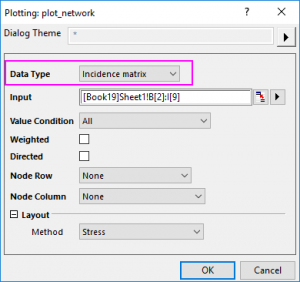 Plotting: plot_network
Dialog Theme *
Data Type Incidence matrix
Input [Book19]Sheet1!B[2]:I[9]
Value Condition All
Weighted
Directed
Node Row None
Node Column None
Layout
Method Stress
OK Cancel